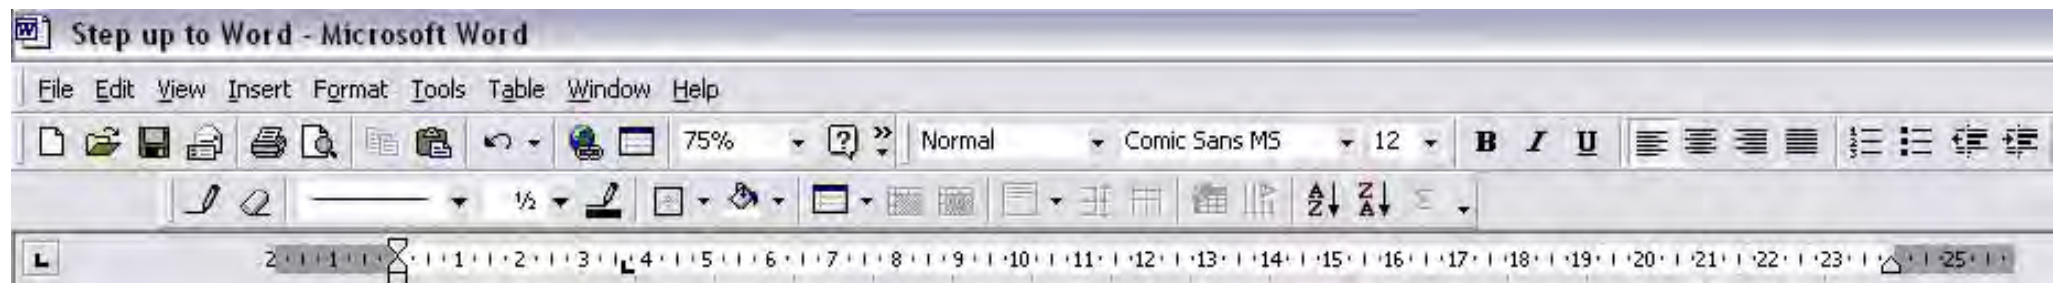 Step up to Word - Microsoft Word
File Edit View Insert Format Tools Table Window Help
75% Normal Comic Sans MS 12 B I U
½
2 1 1 2 3 4 5 6 7 8 9 10 11 12 13 14 15 16 17 18 19 20 21 22 23 25